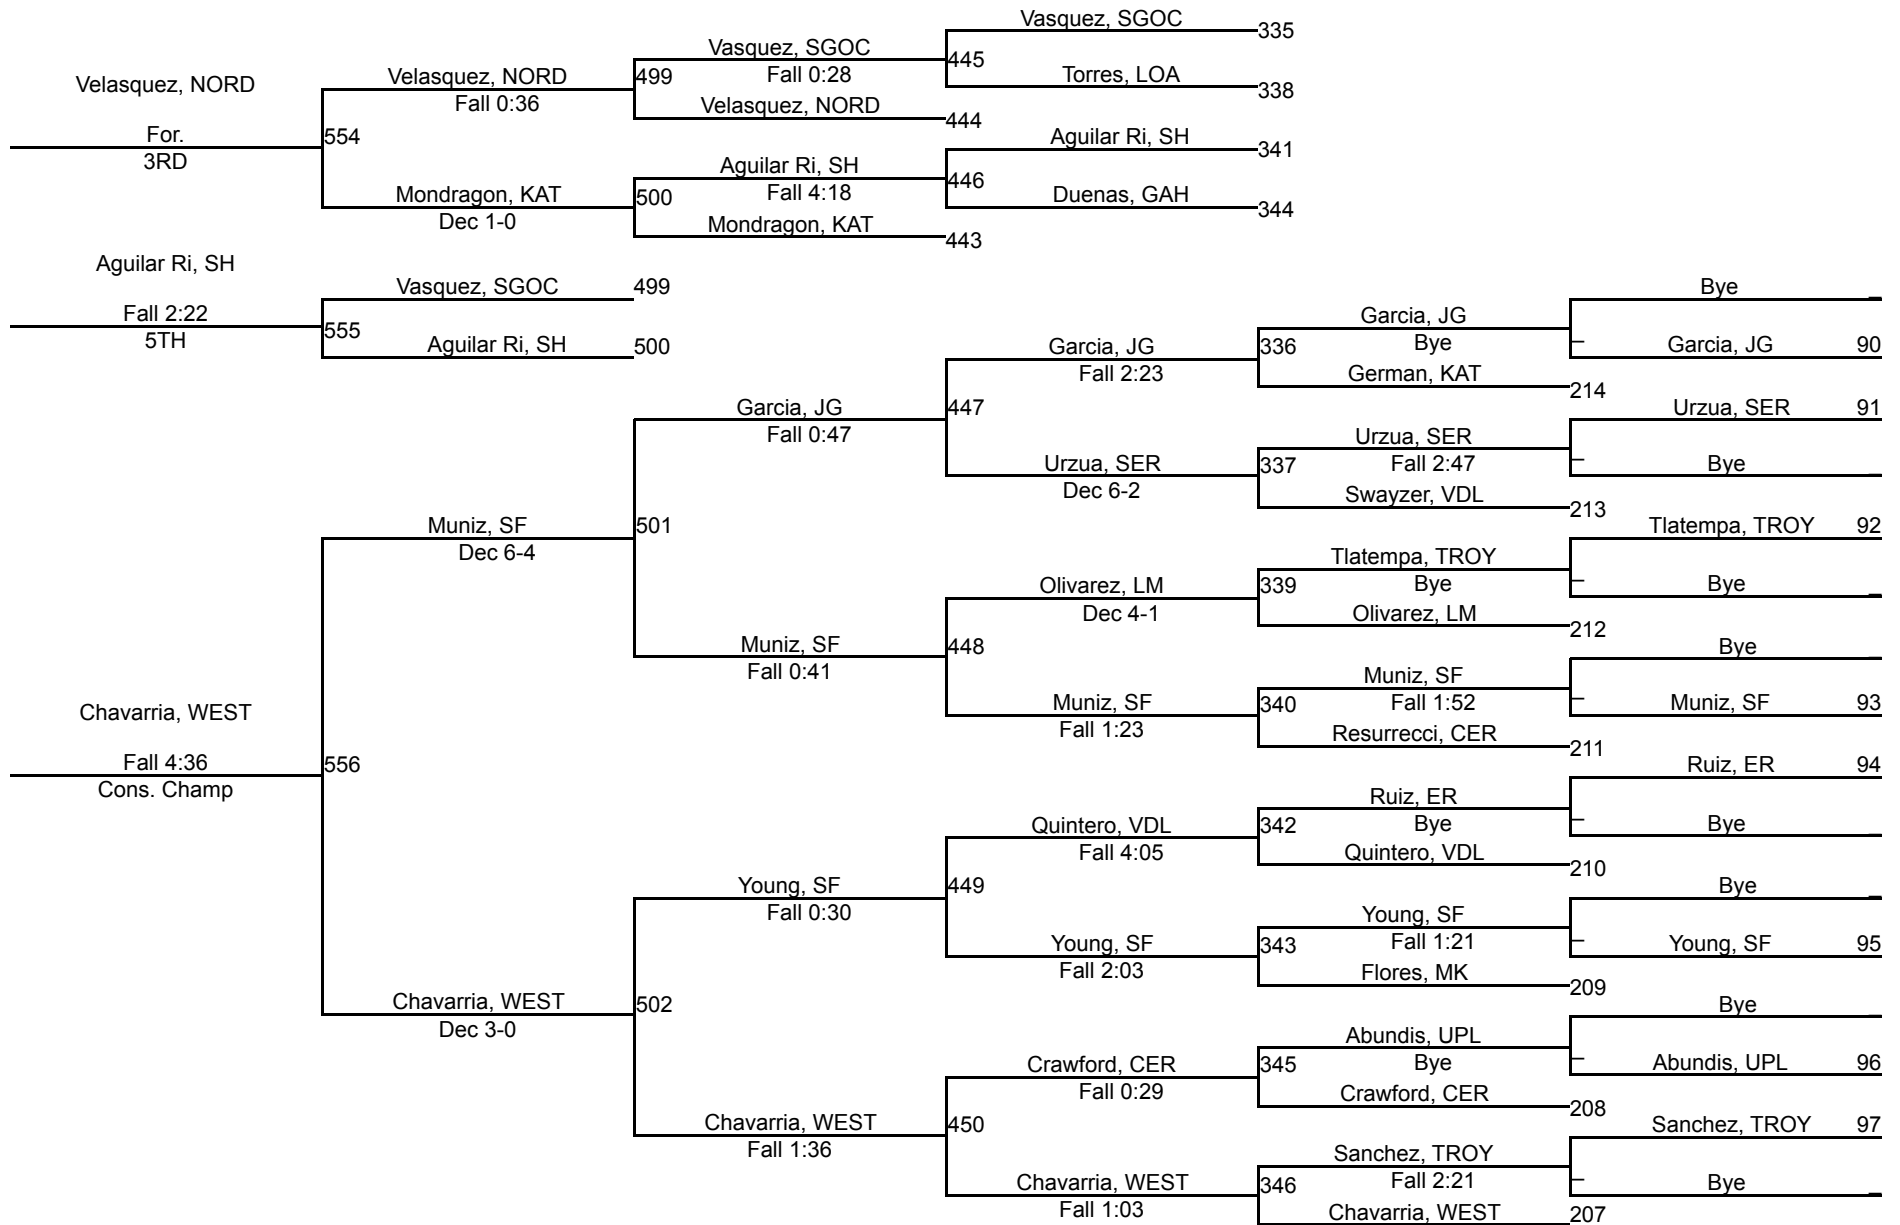 Vasquez, SGOC
335
Vasquez, SGOC
445
Velasquez, NORD
Velasquez, NORD
499
Fall 0:28
Torres, LOA
338
Fall 0:36
Velasquez, NORD
444
For.
554
Aguilar Ri, SH
341
3RD
Aguilar Ri, SH
446
Mondragon, KAT
500
Fall 4:18
Duenas, GAH
344
Dec 1-0
Mondragon, KAT
443
Aguilar Ri, SH
Vasquez, SGOC
499
Bye
Fall 2:22
555
Garcia, JG
5TH
Aguilar Ri, SH
500
Garcia, JG
336
Bye
Garcia, JG
90
Fall 2:23
German, KAT
214
Garcia, JG
447
Urzua, SER
91
Fall 0:47
Urzua, SER
Urzua, SER
337
Fall 2:47
Bye
Dec 6-2
Swayzer, VDL
213
Muniz, SF
501
Tlatempa, TROY
92
Dec 6-4
Tlatempa, TROY
Olivarez, LM
339
Bye
Bye
Dec 4-1
Olivarez, LM
212
Muniz, SF
448
Bye
Fall 0:41
Muniz, SF
Chavarria, WEST
Muniz, SF
340
Fall 1:52
Muniz, SF
93
Fall 1:23
Resurrecci, CER
211
Fall 4:36
556
Ruiz, ER
94
Cons. Champ
Ruiz, ER
Quintero, VDL
342
Bye
Bye
Fall 4:05
Quintero, VDL
210
Young, SF
449
Bye
Fall 0:30
Young, SF
Young, SF
343
Fall 1:21
Young, SF
95
Fall 2:03
Flores, MK
209
Chavarria, WEST
502
Bye
Dec 3-0
Abundis, UPL
Crawford, CER
345
Bye
Abundis, UPL
96
Fall 0:29
Crawford, CER
208
Chavarria, WEST
450
Sanchez, TROY
97
Fall 1:36
Sanchez, TROY
Chavarria, WEST
346
Fall 2:21
Bye
Fall 1:03
Chavarria, WEST
207